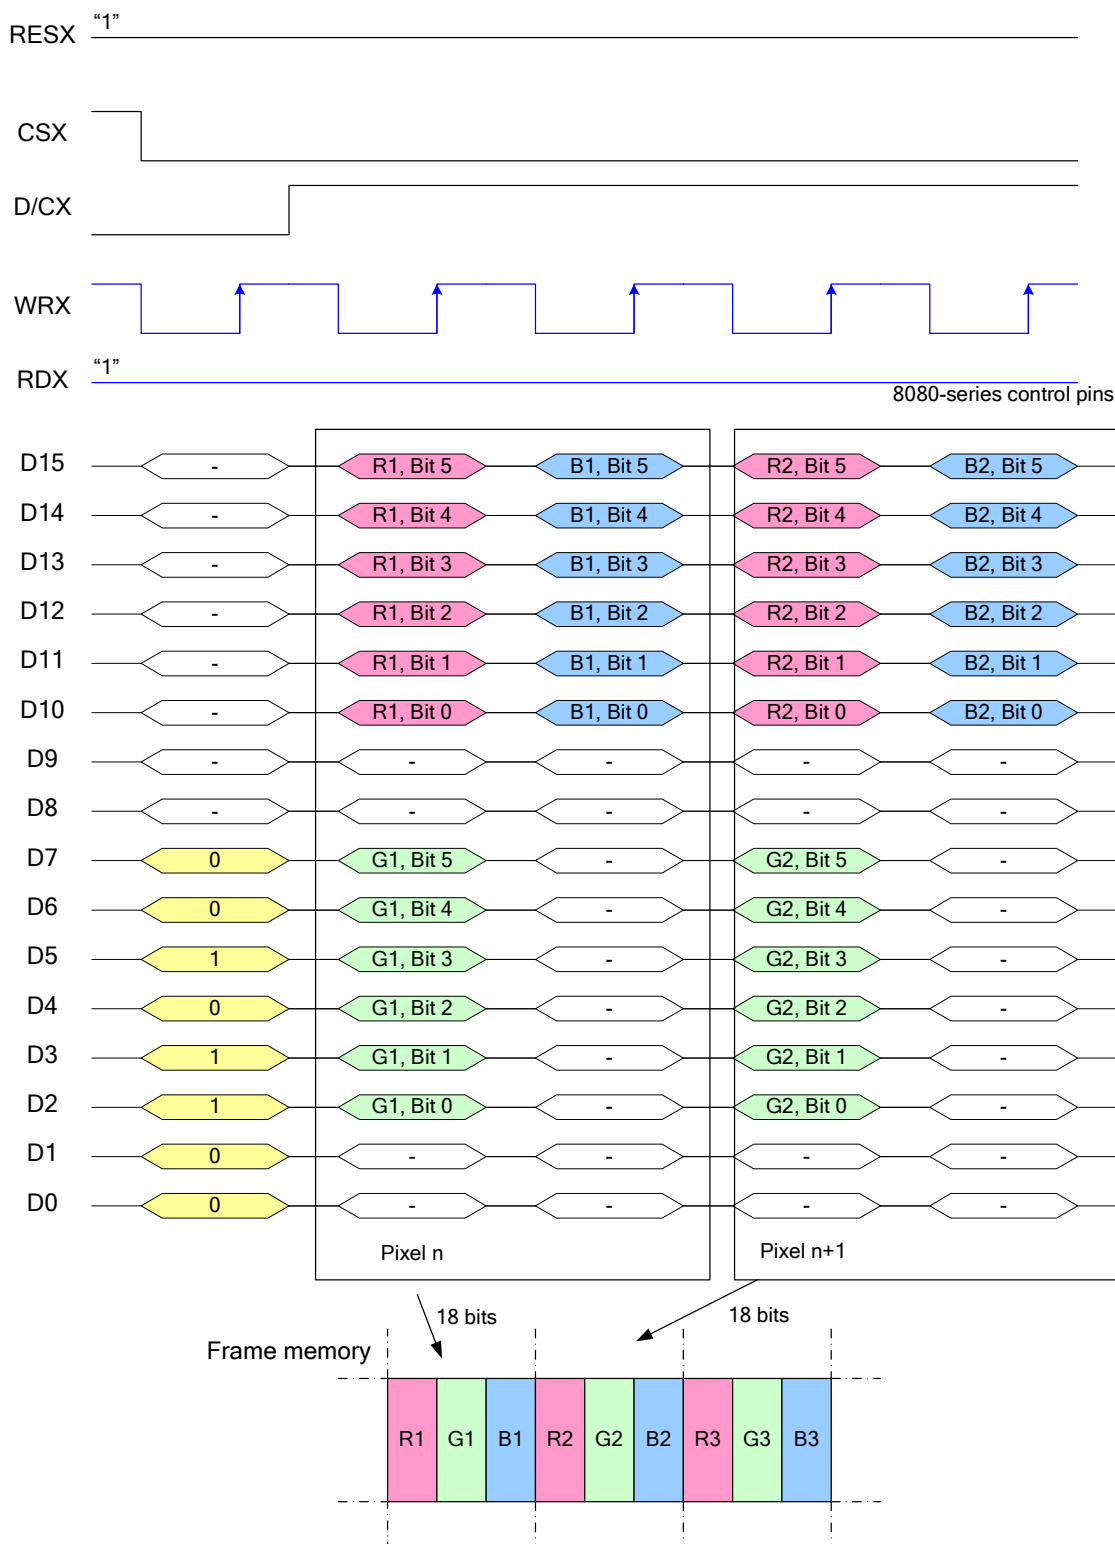 RESX “1”
CSX
D/CX
WRX
RDX “1”
8080-series control pins
D15 - R1, Bit 5 B1, Bit 5 R2, Bit 5 B2, Bit 5
D14 - R1, Bit 4 B1, Bit 4 R2, Bit 4 B2, Bit 4
D13 - R1, Bit 3 B1, Bit 3 R2, Bit 3 B2, Bit 3
D12 - R1, Bit 2 B1, Bit 2 R2, Bit 2 B2, Bit 2
D11 - R1, Bit 1 B1, Bit 1 R2, Bit 1 B2, Bit 1
D10 - R1, Bit 0 B1, Bit 0 R2, Bit 0 B2, Bit 0
D9 - - - - -
D8 - - - - -
D7 0 G1, Bit 5 - G2, Bit 5 -
D6 0 G1, Bit 4 - G2, Bit 4 -
D5 1 G1, Bit 3 - G2, Bit 3 -
D4 0 G1, Bit 2 - G2, Bit 2 -
D3 1 G1, Bit 1 - G2, Bit 1 -
D2 1 G1, Bit 0 - G2, Bit 0 -
D1 0 - - - -
D0 0 - - - -
Pixel n Pixel n+1
18 bits 18 bits
Frame memory
R1 G1 B1 R2 G2 B2 R3 G3 B3